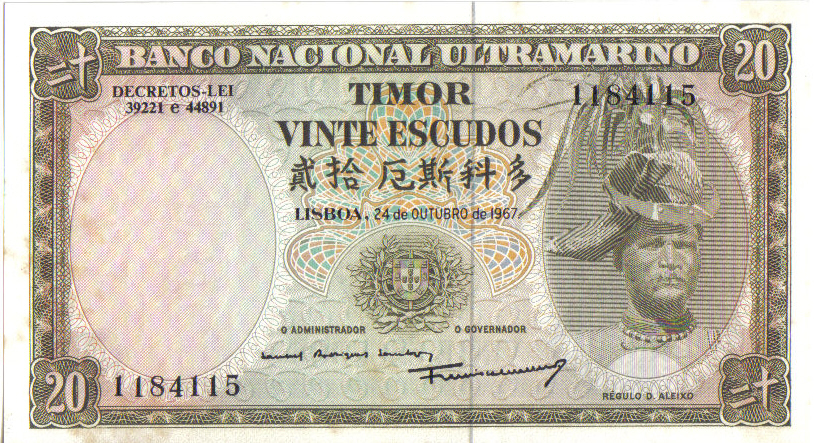 BANCO NACIONAL ULTRAMARINO
二十
20
DECRETOS-LEI
39221 e 44891
TIMOR
1184115
VINTE ESCUDOS
貳拾厄斯科多
LISBOA, 24 de OUTUBRO de 1967
O ADMINISTRADOR
O GOVERNADOR
20
1184115
RÉGULO D. ALEIXO
二十